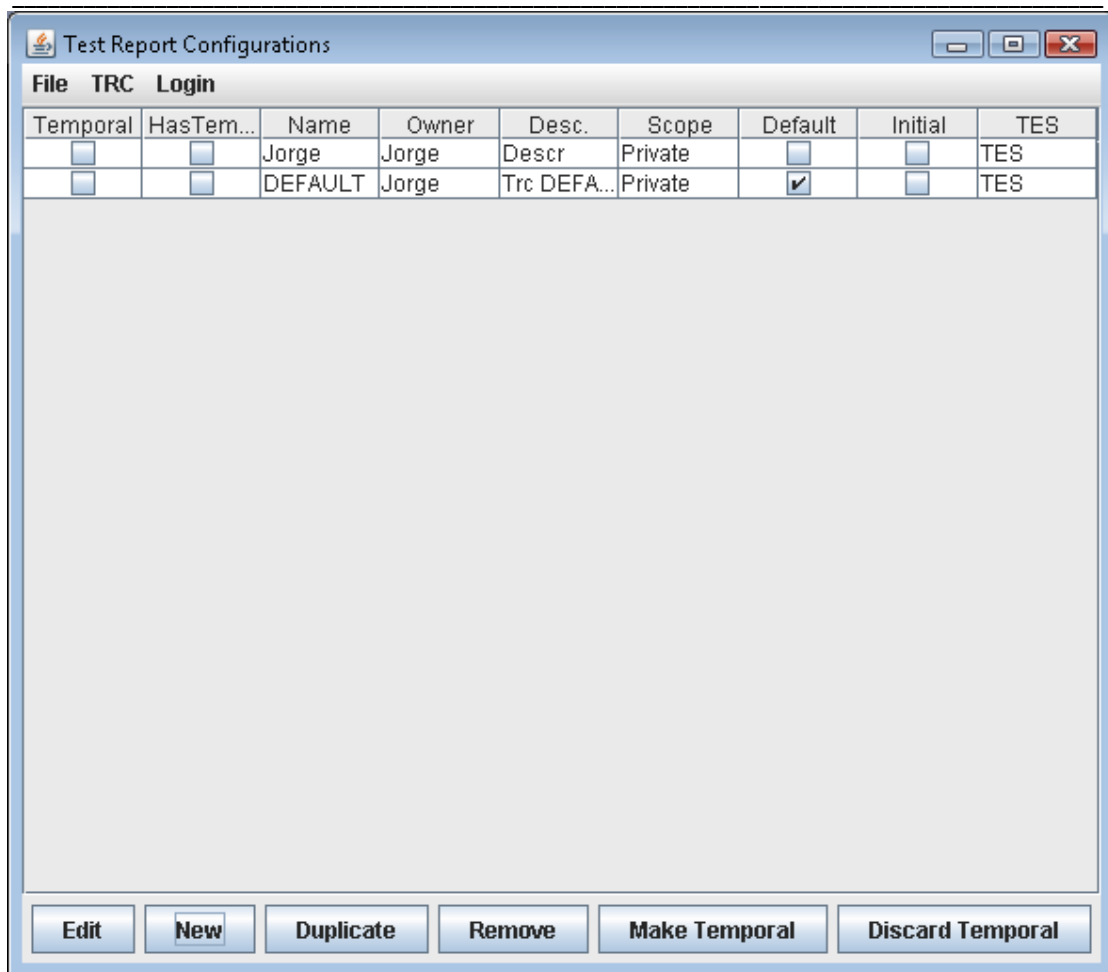 Test Report Configurations
File TRC Login
Temporal HasTem... Name Owner Desc. Scope Default Initial TES
Jorge Jorge Descr Private TES
DEFAULT Jorge Trc DEFA... Private TES
Edit New Duplicate Remove Make Temporal Discard Temporal